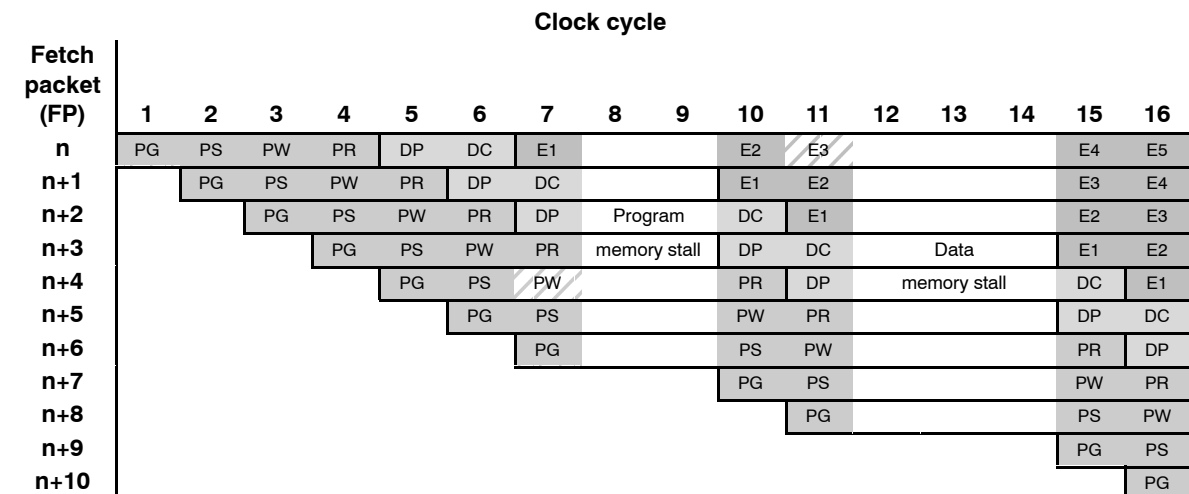 Clock cycle
Fetch
packet
(FP) 1 2 3 4 5 6 7 8 9 10 11 12 13 14 15 16
n PG PS PW PR DP DC E1 E2 E3 E4 E5
n+1 PG PS PW PR DP DC E1 E2 E3 E4
n+2 PG PS PW PR DP Program DC E1 E2 E3
n+3 PG PS PW PR memory stall DP DC Data E1 E2
n+4 PG PS PW PR DP memory stall DC E1
n+5 PG PS PW PR DP DC
n+6 PG PS PW PR DP
n+7 PG PS PW PR
n+8 PG PS PW
n+9 PG PS
n+10 PG